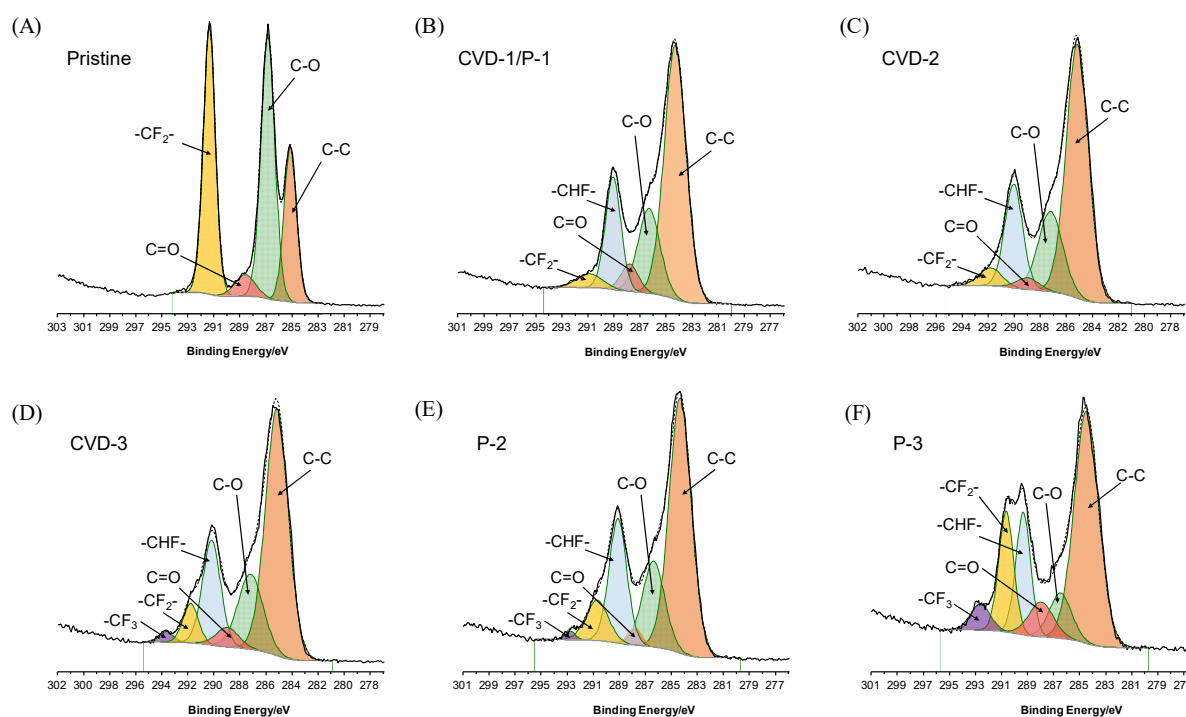 (A)
Pristine
-CF2-
C-O
C-C
C=O
303 301 299 297 295 293 291 289 287 285 283 281 279
Binding Energy/eV
(B)
CVD-1/P-1
C-O
C-C
-CHF-
C=O
-CF2-
301 299 297 295 293 291 289 287 285 283 281 279 277
Binding Energy/eV
(C)
CVD-2
C-C
C-O
-CHF-
C=O
-CF2-
302 300 298 296 294 292 290 288 286 284 282 280 278
Binding Energy/eV
(D)
CVD-3
C-C
C-O
-CHF-
C=O
-CF2-
-CF3
302 300 298 296 294 292 290 288 286 284 282 280 278
Binding Energy/eV
(E)
P-2
C-C
C-O
-CHF-
C=O
-CF2-
-CF3
301 299 297 295 293 291 289 287 285 283 281 279 277
Binding Energy/eV
(F)
P-3
C-C
-CF2-
C-O
-CHF-
C=O
-CF3
301 299 297 295 293 291 289 287 285 283 281 279
Binding Energy/eV